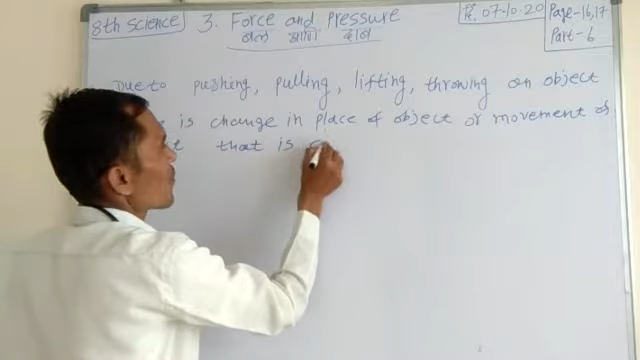 8th Science
3. Force and Pressure
बल आणि दाब
07-10-20
Page-16,17
Part-6
Due to pushing, pulling, lifting, throwing an object
is change in place of object or movement of
that is